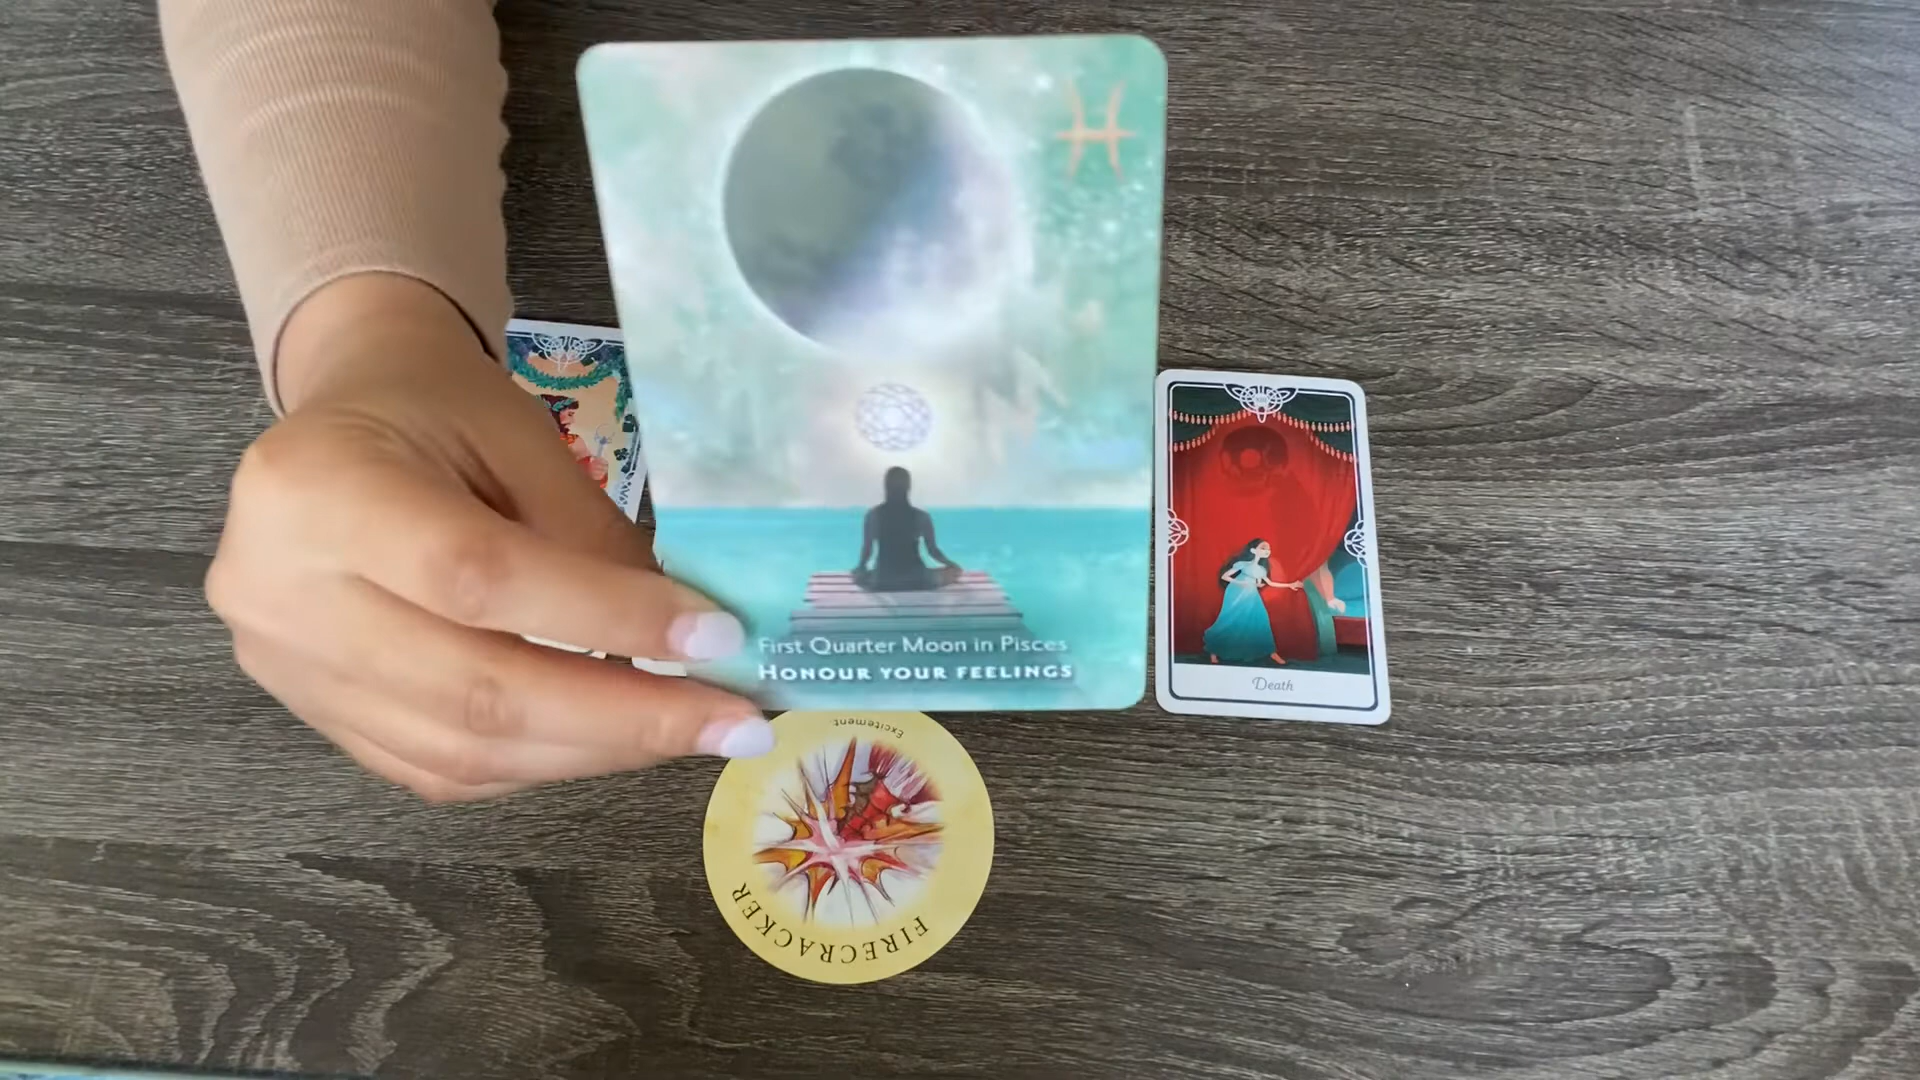 First Quarter Moon in Pisces
HONOUR YOUR FEELINGS
Death
Excitement.
FIRECRACKER